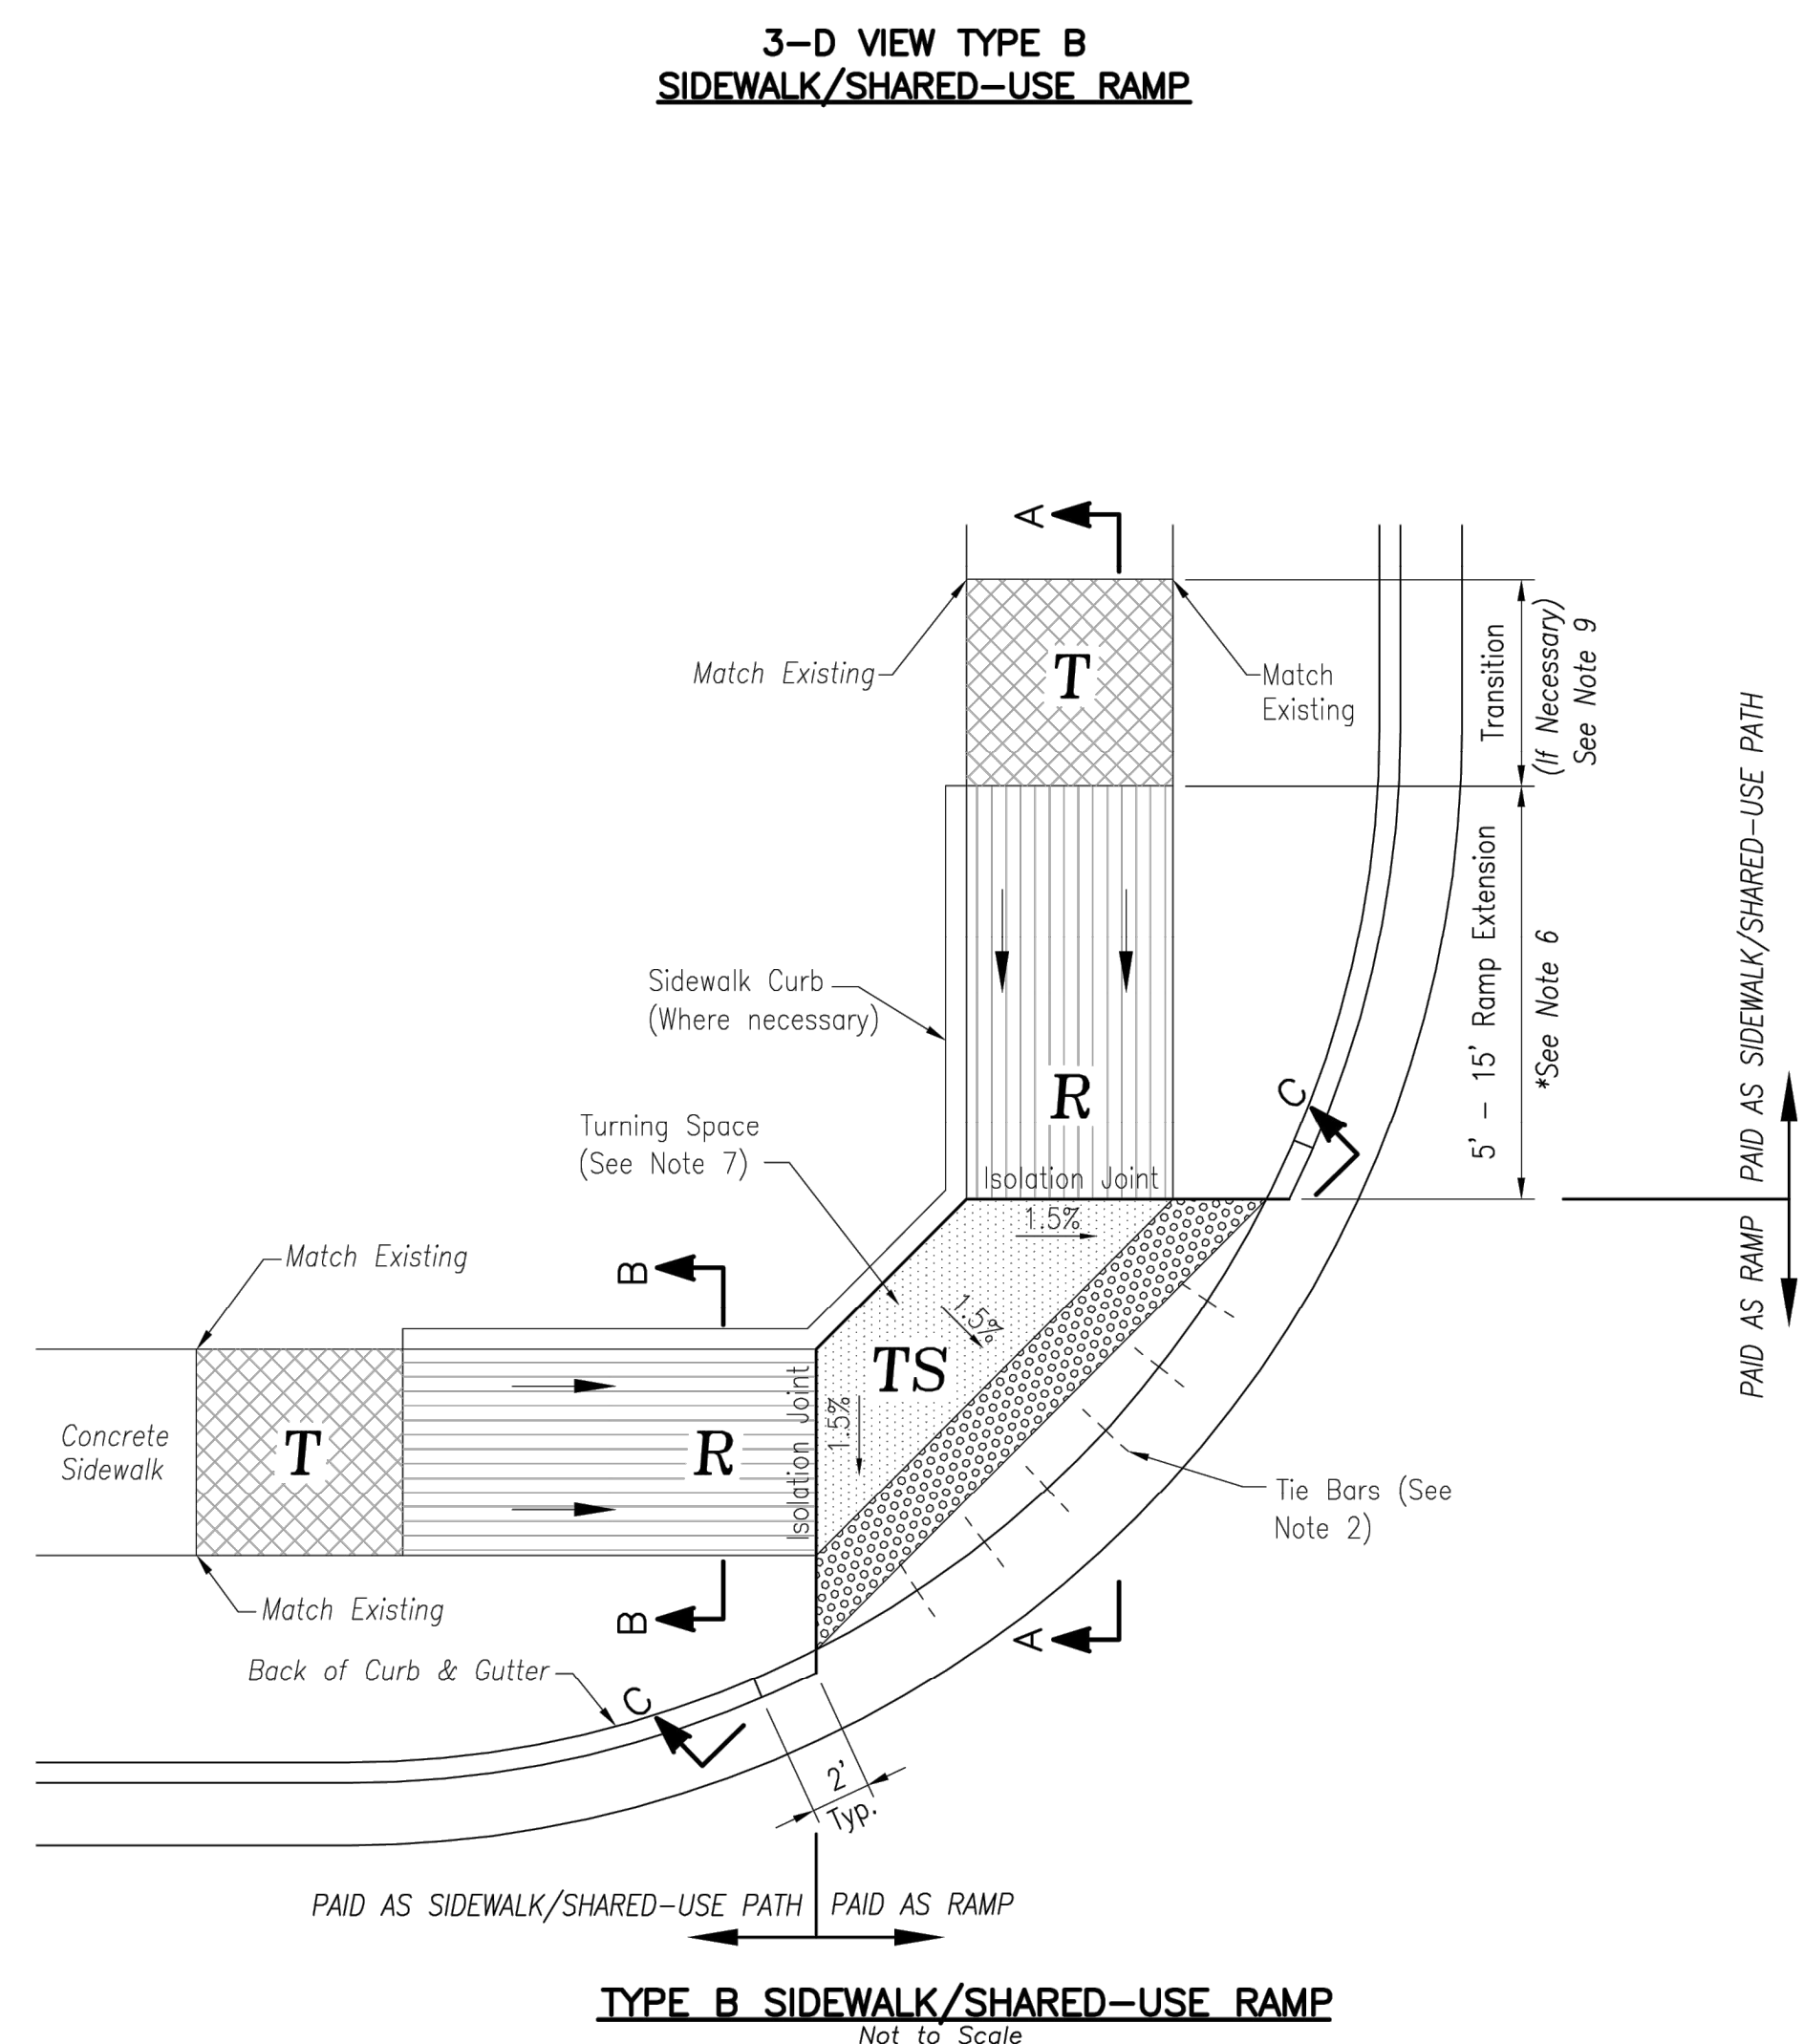 3-D VIEW TYPE B
SIDEWALK/SHARED-USE RAMP
A
Match Existing
T
Match
Existing
Transition
(If Necessary)
See Note 9
PAID AS SIDEWALK/SHARED-USE PATH
5' - 15' Ramp Extension
*See Note 6
Sidewalk Curb
(Where necessary)
R
C
Turning Space
(See Note 7)
Isolation Joint
1.5%
PAID AS RAMP
Match Existing
B
1.5%
TS
Isolation Joint
1.5%
Concrete
Sidewalk
T
R
Tie Bars (See
Note 2)
Match Existing
B
A
Back of Curb & Gutter
C
2'
Typ.
PAID AS SIDEWALK/SHARED-USE PATH
PAID AS RAMP
TYPE B SIDEWALK/SHARED-USE RAMP
Not to Scale